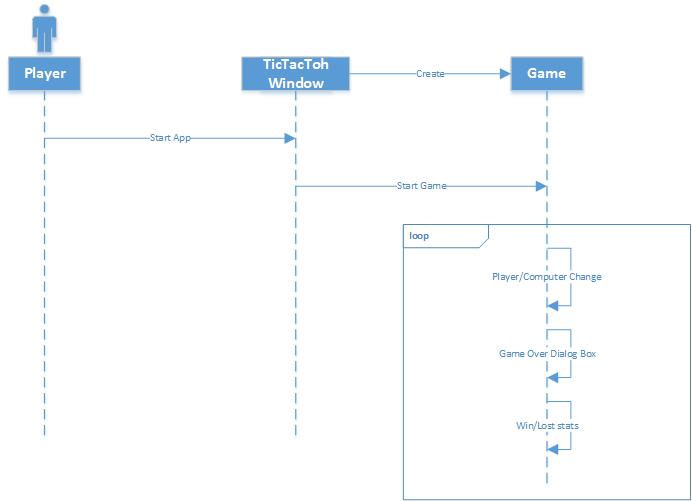 Player
TicTacToh
Window
Create
Game
Start App
Start Game
loop
Player/Computer Change
Game Over Dialog Box
Win/Lost stats